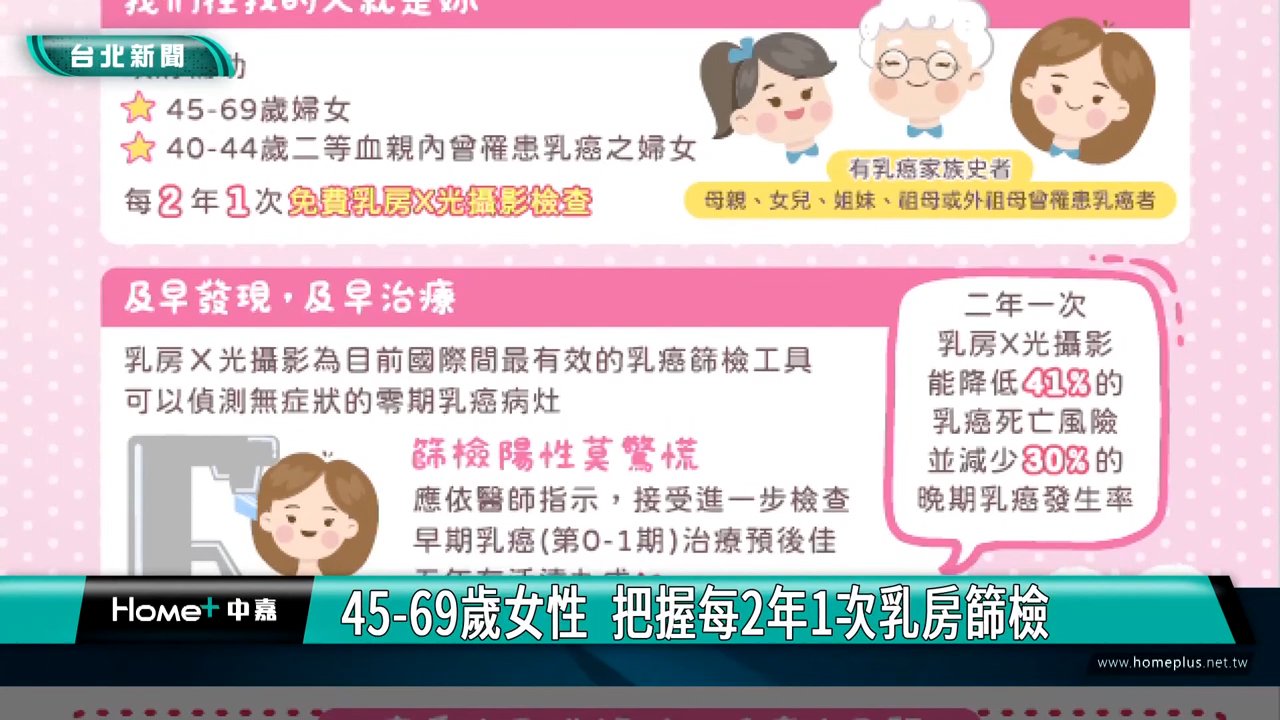 我們在找的人就是妳
台北新聞
45-69歲婦女
40-44歲二等血親內曾罹患乳癌之婦女
每2年1次免費乳房X光攝影檢查
有乳癌家族史者
母親、女兒、姐妹、祖母或外祖母曾罹患乳癌者
及早發現，及早治療
乳房X光攝影為目前國際間最有效的乳癌篩檢工具
可以偵測無症狀的零期乳癌病灶
二年一次
乳房X光攝影
能降低41%的
乳癌死亡風險
並減少30%的
晚期乳癌發生率
篩檢陽性莫驚慌
應依醫師指示，接受進一步檢查
早期乳癌(第0-1期)治療預後佳
Home+中嘉
45-69歲女性 把握每2年1次乳房篩檢
www.homeplus.net.tw